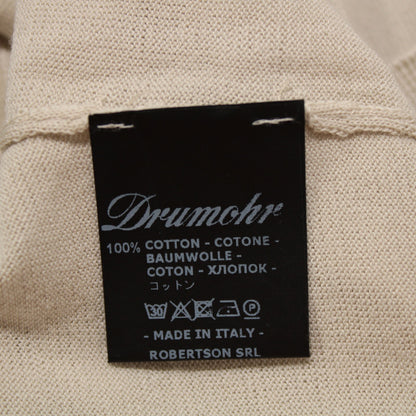 Drumohr
100% COTTON - COTONE -
BAUMWOLLE -
COTON - ХЛОПОК -
コットン
30 P
- MADE IN ITALY -
ROBERTSON SRL